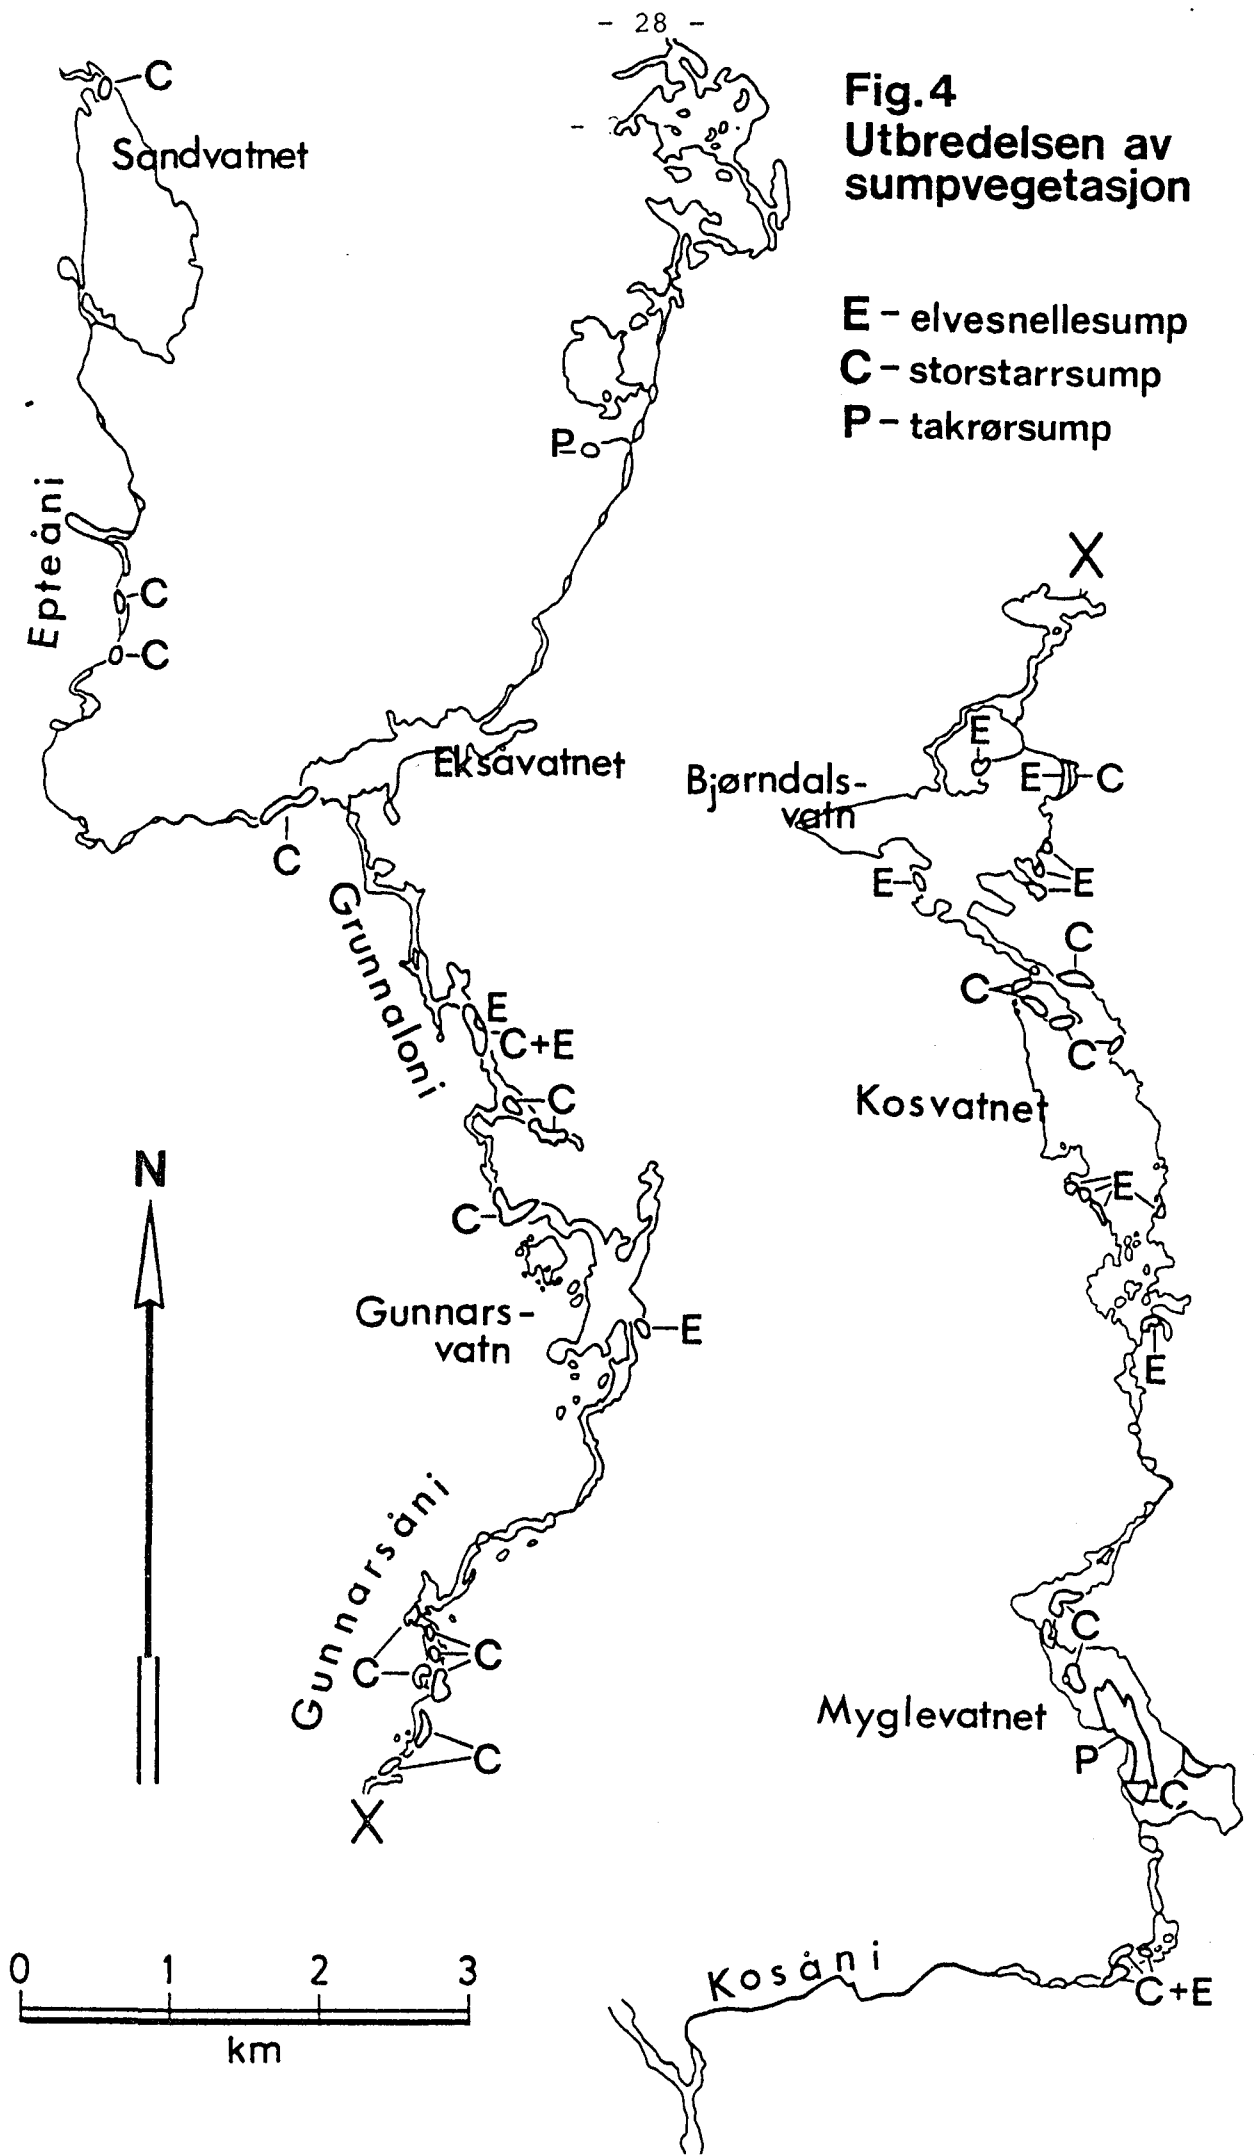 - 28 -
Fig.4
Utbredelsen av
sumpvegetasjon
E - elvesnellesump
C - storstarrsump
P - takrørsump
C
Sandvatnet
P
Epteåni
C
C
X
Eksåvatnet
C
E
Bjørndals-
vatn
E
C
E
E
Grunnaloni
C
C
C
E
C+E
C
Kosvatnet
N
E
C
Gunnars-
vatn
E
E
Gunnarsåni
C
C
C
C
Myglevatnet
P
C
X
Kosåni
C+E
0 1 2 3
km